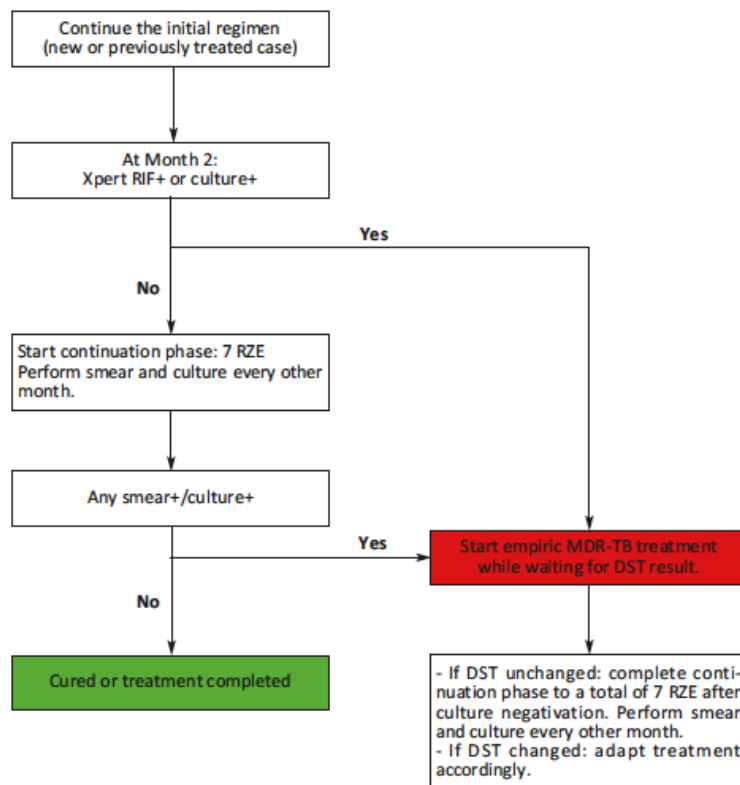 Continue the initial regimen
(new or previously treated case)
At Month 2:
Xpert RIF+ or culture+
Yes
No
Start continuation phase: 7 RZE
Perform smear and culture every other
month.
Any smear+/culture+
Yes
Start empiric MDR-TB treatment
while waiting for DST result.
No
Cured or treatment completed
- If DST unchanged: complete conti-
nuation phase to a total of 7 RZE after
culture negativation. Perform smear
and culture every other month.
- If DST changed: adapt treatment
accordingly.